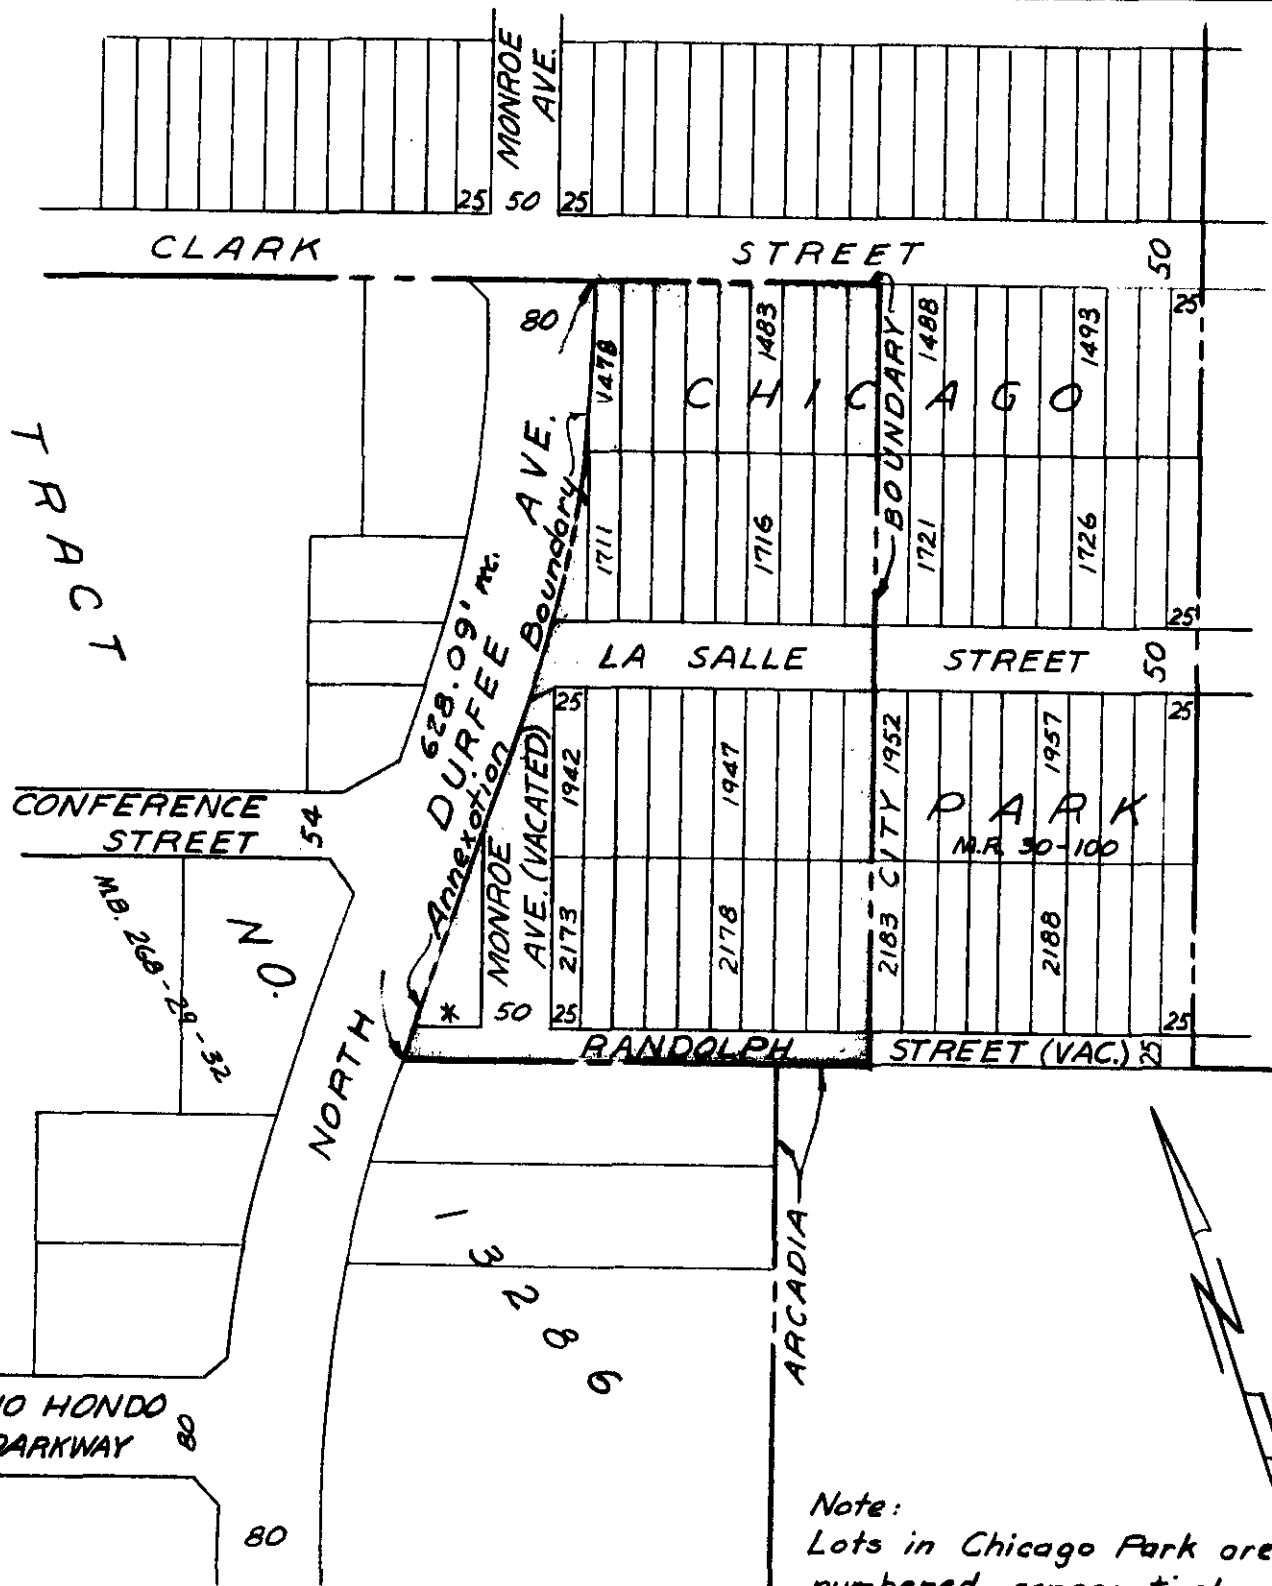 MONROE
AVE.
25 50 25
CLARK STREET 50
80
25
1478 1483 1488 1493
CHICAGO
BOUNDARY
1711 1716 1721 1726
25
TRACT
628.09' mc.
DURFEE AVE.
Annexation Boundary
LA SALLE STREET 50
25 25
1942 1947 1952 1957
MONROE
AVE. (VACATED)
CITY
PARK
M.R. 30-100
2173 2178 2183 2188
CONFERENCE
STREET
54
M.B. 268-29-32
NO.
* 50 25 25
RANDOLPH STREET (VAC.) 25
NORTH
13286
ARCADIA
N
HONDO
80
80
Note:
Lots in Chicago Park are